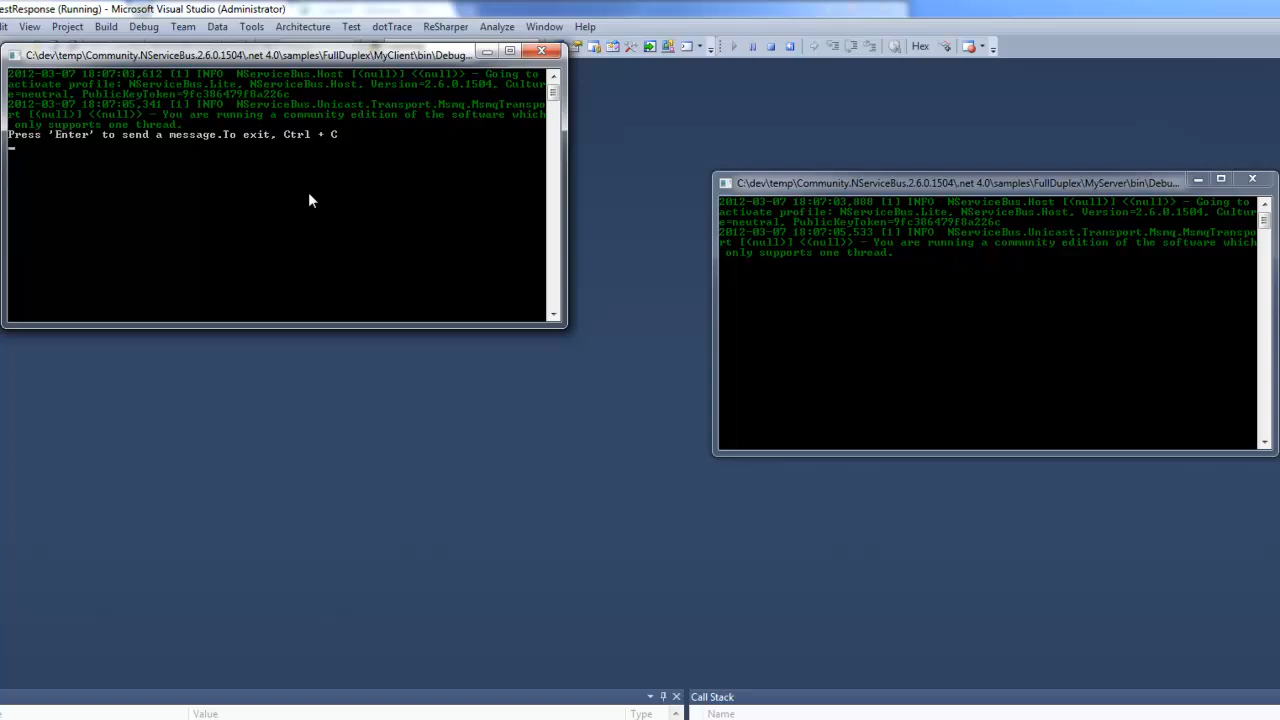 estResponse (Running) - Microsoft Visual Studio (Administrator)
dit View Project Build Debug Team Data Tools Architecture Test dotTrace ReSharper Analyze Window Help
Hex
C:\dev\temp\Community.NServiceBus.2.6.0.1504\.net 4.0\samples\FullDuplex\MyClient\bin\Debug...
2012-03-07 18:07:03,612 [1] INFO  NServiceBus.Host [(null)] <(null)> - Going to
activate profile: NServiceBus.Lite, NServiceBus.Host, Version=2.6.0.1504, Cultur
e=neutral, PublicKeyToken=9fc386479f8a226c
2012-03-07 18:07:05,341 [1] INFO  NServiceBus.Unicast.Transport.Msmq.MsmqTranspo
rt [(null)] <(null)> - You are running a community edition of the software which
only supports one thread.
Press 'Enter' to send a message.To exit, Ctrl + C
C:\dev\temp\Community.NServiceBus.2.6.0.1504\.net 4.0\samples\FullDuplex\MyServer\bin\Debu...
2012-03-07 18:07:03,888 [1] INFO  NServiceBus.Host [(null)] <(null)> - Going to
activate profile: NServiceBus.Lite, NServiceBus.Host, Version=2.6.0.1504, Cultur
e=neutral, PublicKeyToken=9fc386479f8a226c
2012-03-07 18:07:05,533 [1] INFO  NServiceBus.Unicast.Transport.Msmq.MsmqTranspo
rt [(null)] <(null)> - You are running a community edition of the software which
only supports one thread.
Call Stack
Value Type Name